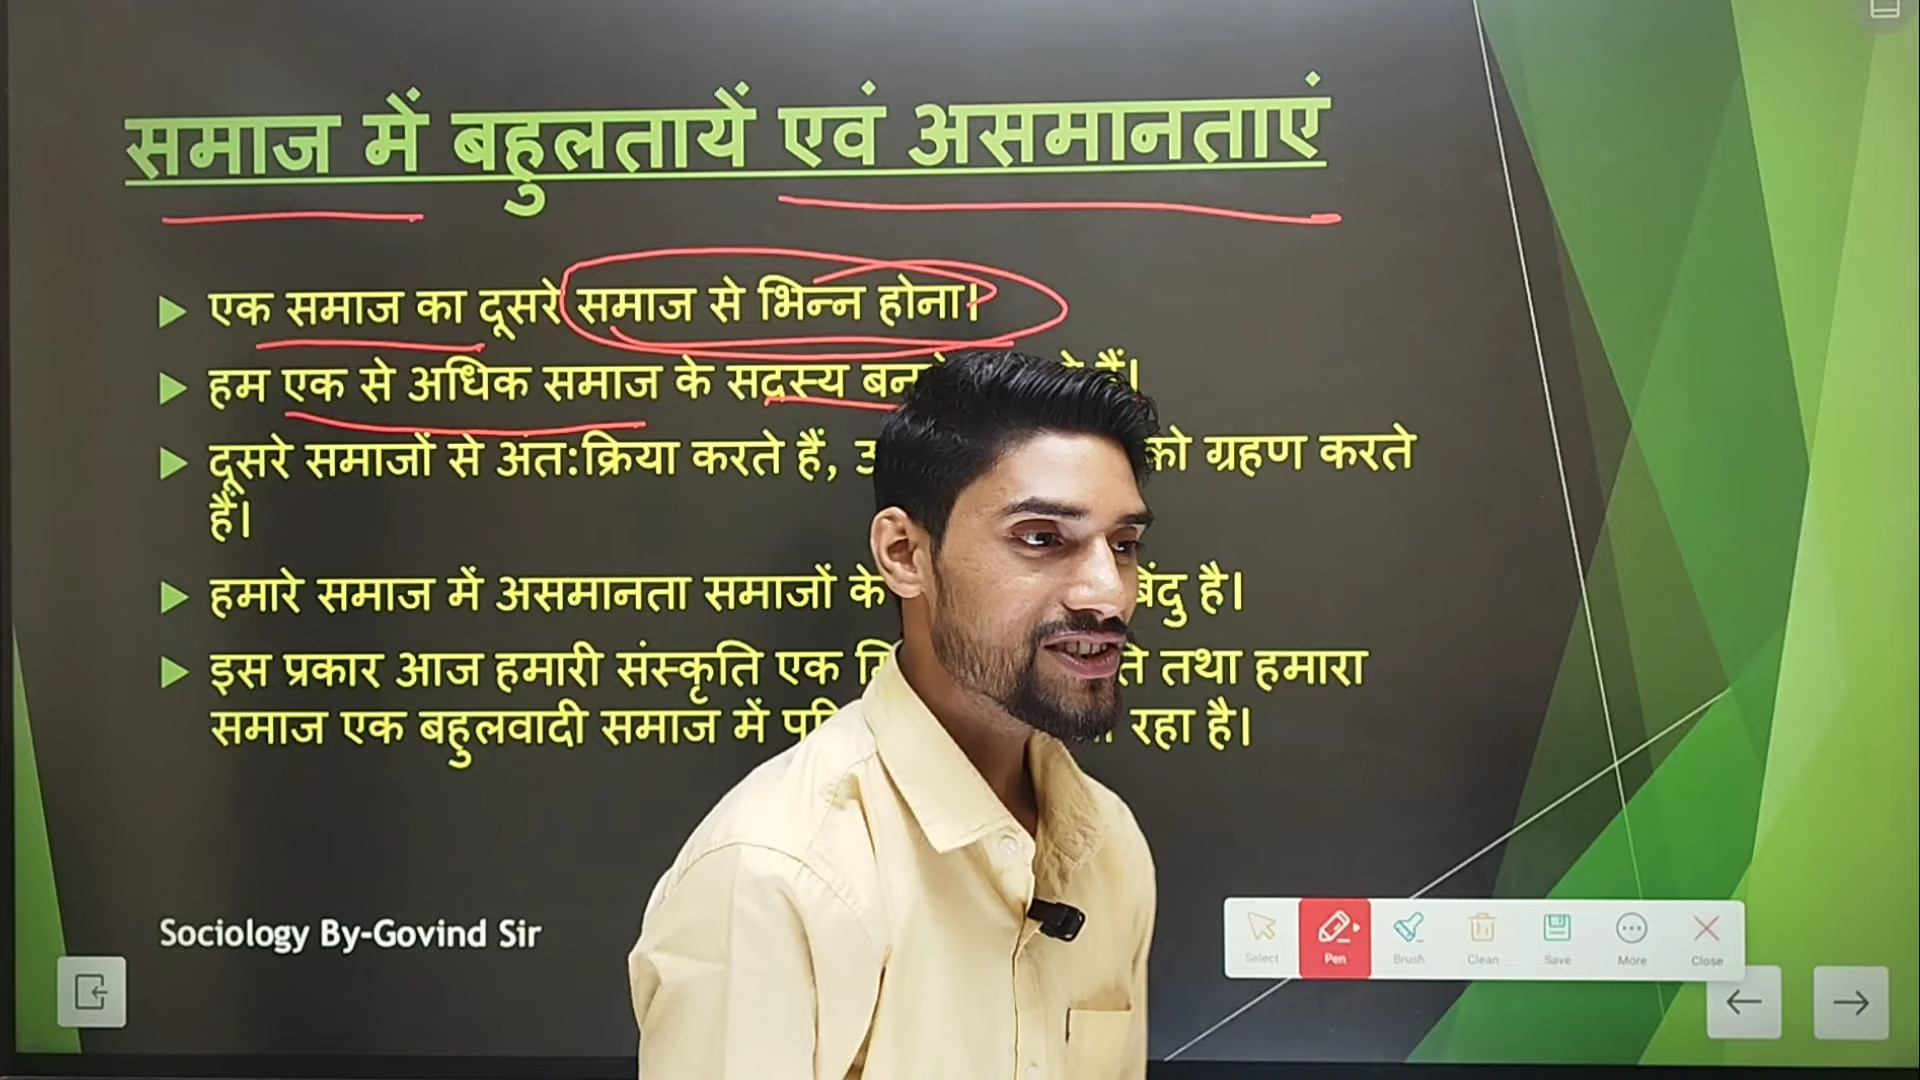 समाज में बहुलतायें एवं असमानताएं
एक समाज का दूसरे समाज से भिन्न होना।
हम एक से अधिक समाज के सदस्य हैं।
दूसरे समाजों से अंत:क्रिया करते हैं, को ग्रहण करते
हैं।
हमारे समाज में असमानता समाजों के है।
इस प्रकार आज हमारी संस्कृति एक तथा हमारा
समाज एक बहुलवादी समाज में रहा है।
Sociology By-Govind Sir
Select Pen Brush Clean Save More Close